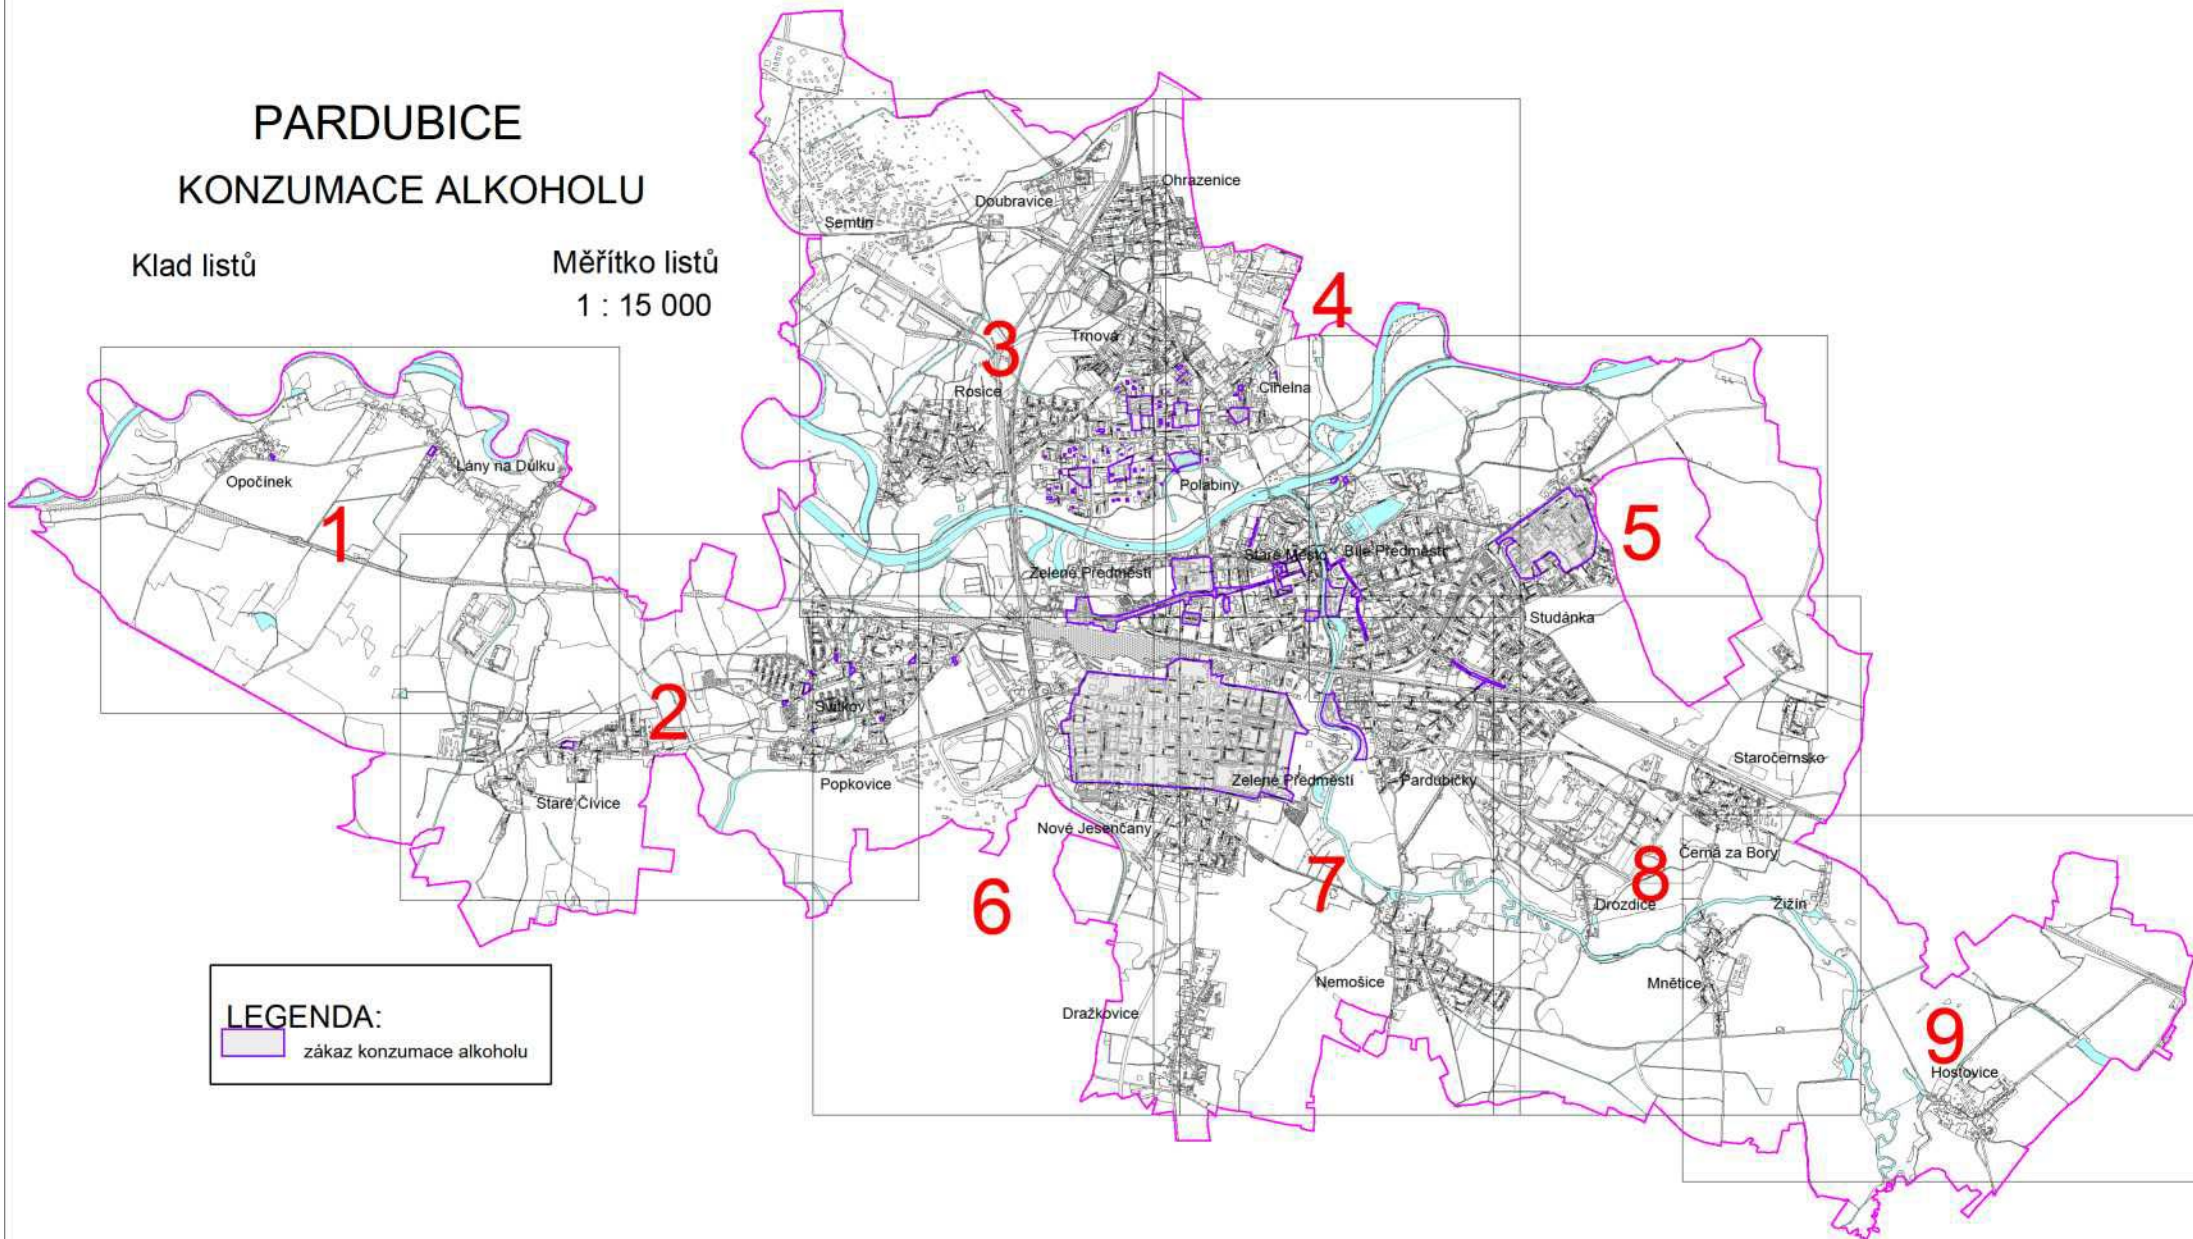 PARDUBICE
KONZUMACE ALKOHOLU
Klad listů
Měřítko listů
1 : 15 000
Ohrazenice
Doubravice
Semtín
4
3
Trnová
Rosice
Cihelna
Lány na Důlku
Opočínek
Polabiny
1
5
Staré Město
Bílé Předměstí
Zelené Předměstí
Studánka
2
Svítkov
Staročernsko
Popkovice
Zelené Předměstí
Pardubičky
Staré Čívice
Nové Jesenčany
Černá za Bory
7
8
6
Drozdice
Žižín
Nemošice
Mnětice
Dražkovice
LEGENDA:
zákaz konzumace alkoholu
9
Hostovice